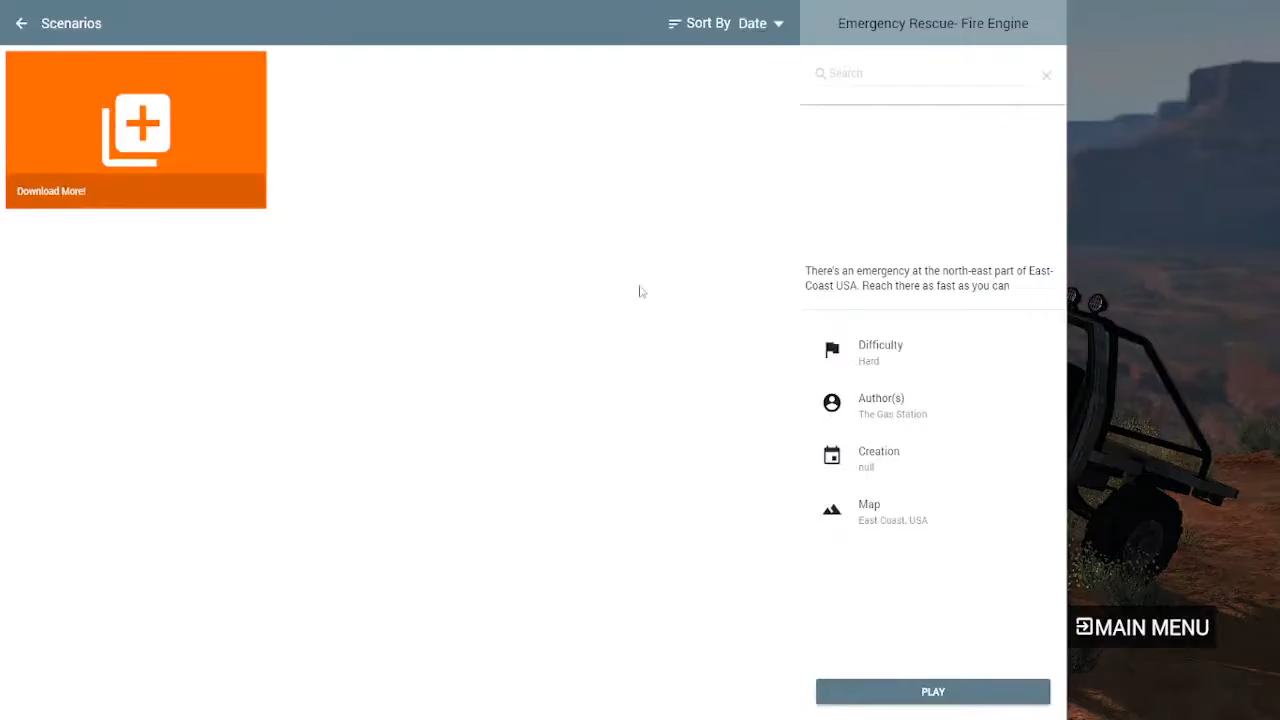 Scenarios
Sort By Date
Emergency Rescue- Fire Engine
Search
Download More!
There's an emergency at the north-east part of East-
Coast USA. Reach there as fast as you can
Difficulty
Hard
Author(s)
The Gas Station
Creation
null
Map
East Coast, USA
MAIN MENU
PLAY